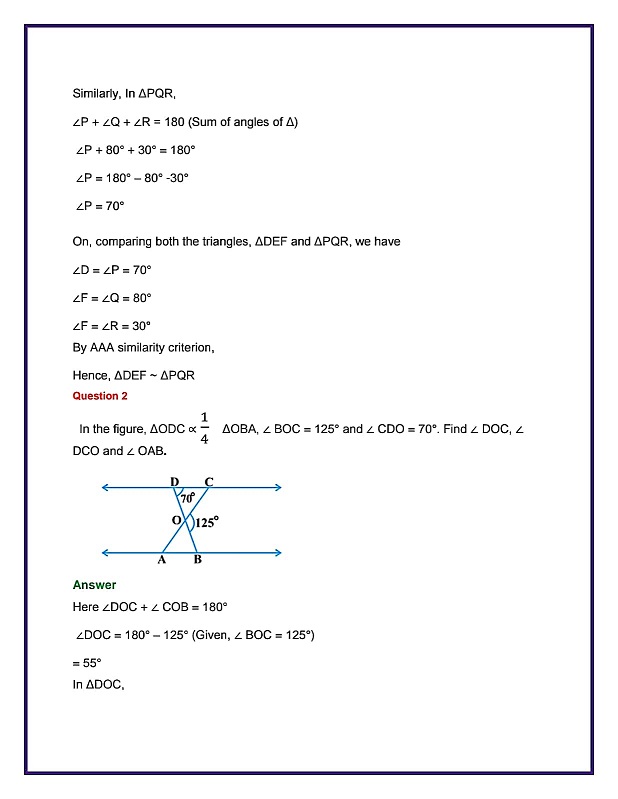 Similarly, In ΔPQR,
∠P + ∠Q + ∠R = 180 (Sum of angles of Δ)
∠P + 80° + 30° = 180°
∠P = 180° – 80° -30°
∠P = 70°
On, comparing both the triangles, ΔDEF and ΔPQR, we have
∠D = ∠P = 70°
∠F = ∠Q = 80°
∠F = ∠R = 30°
By AAA similarity criterion,
Hence, ΔDEF ~ ΔPQR
Question 2
In the figure, ΔODC ∝ 1/4 ΔOBA, ∠ BOC = 125° and ∠ CDO = 70°. Find ∠ DOC, ∠
DCO and ∠ OAB.
D C
70°
O 125°
A B
Answer
Here ∠DOC + ∠ COB = 180°
∠DOC = 180° – 125° (Given, ∠ BOC = 125°)
= 55°
In ΔDOC,